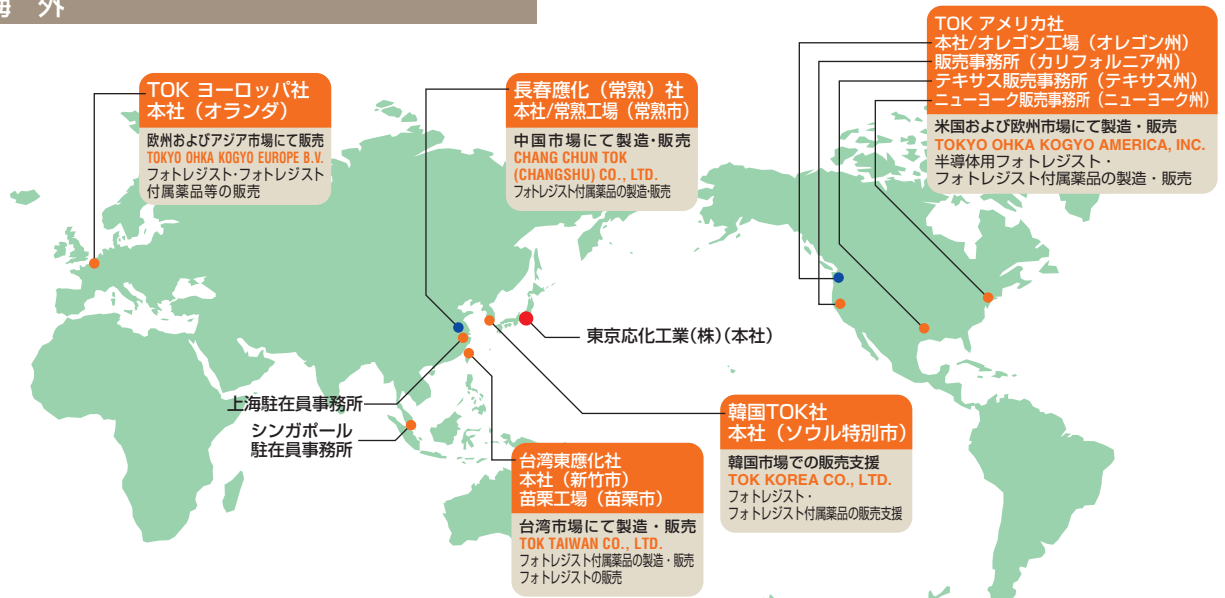 海 外
TOK ヨーロッパ社
本社（オランダ）
欧州およびアジア市場にて販売
TOKYO OHKA KOGYO EUROPE B.V.
フォトレジスト・フォトレジスト
付属薬品等の販売
長春應化（常熟）社
本社/常熟工場（常熟市）
中国市場にて製造・販売
CHANG CHUN TOK
(CHANGSHU) CO., LTD.
フォトレジスト付属薬品の製造・販売
TOK アメリカ社
本社/オレゴン工場（オレゴン州）
販売事務所（カリフォルニア州）
テキサス販売事務所（テキサス州）
ニューヨーク販売事務所（ニューヨーク州）
米国および欧州市場にて製造・販売
TOKYO OHKA KOGYO AMERICA, INC.
半導体用フォトレジスト・
フォトレジスト付属薬品の製造・販売
東京応化工業(株)(本社)
上海駐在員事務所
シンガポール
駐在員事務所
台湾東應化社
本社（新竹市）
苗栗工場（苗栗市）
台湾市場にて製造・販売
TOK TAIWAN CO., LTD.
フォトレジスト付属薬品の製造・販売
フォトレジストの販売
韓国TOK社
本社（ソウル特別市）
韓国市場での販売支援
TOK KOREA CO., LTD.
フォトレジスト・
フォトレジスト付属薬品の販売支援